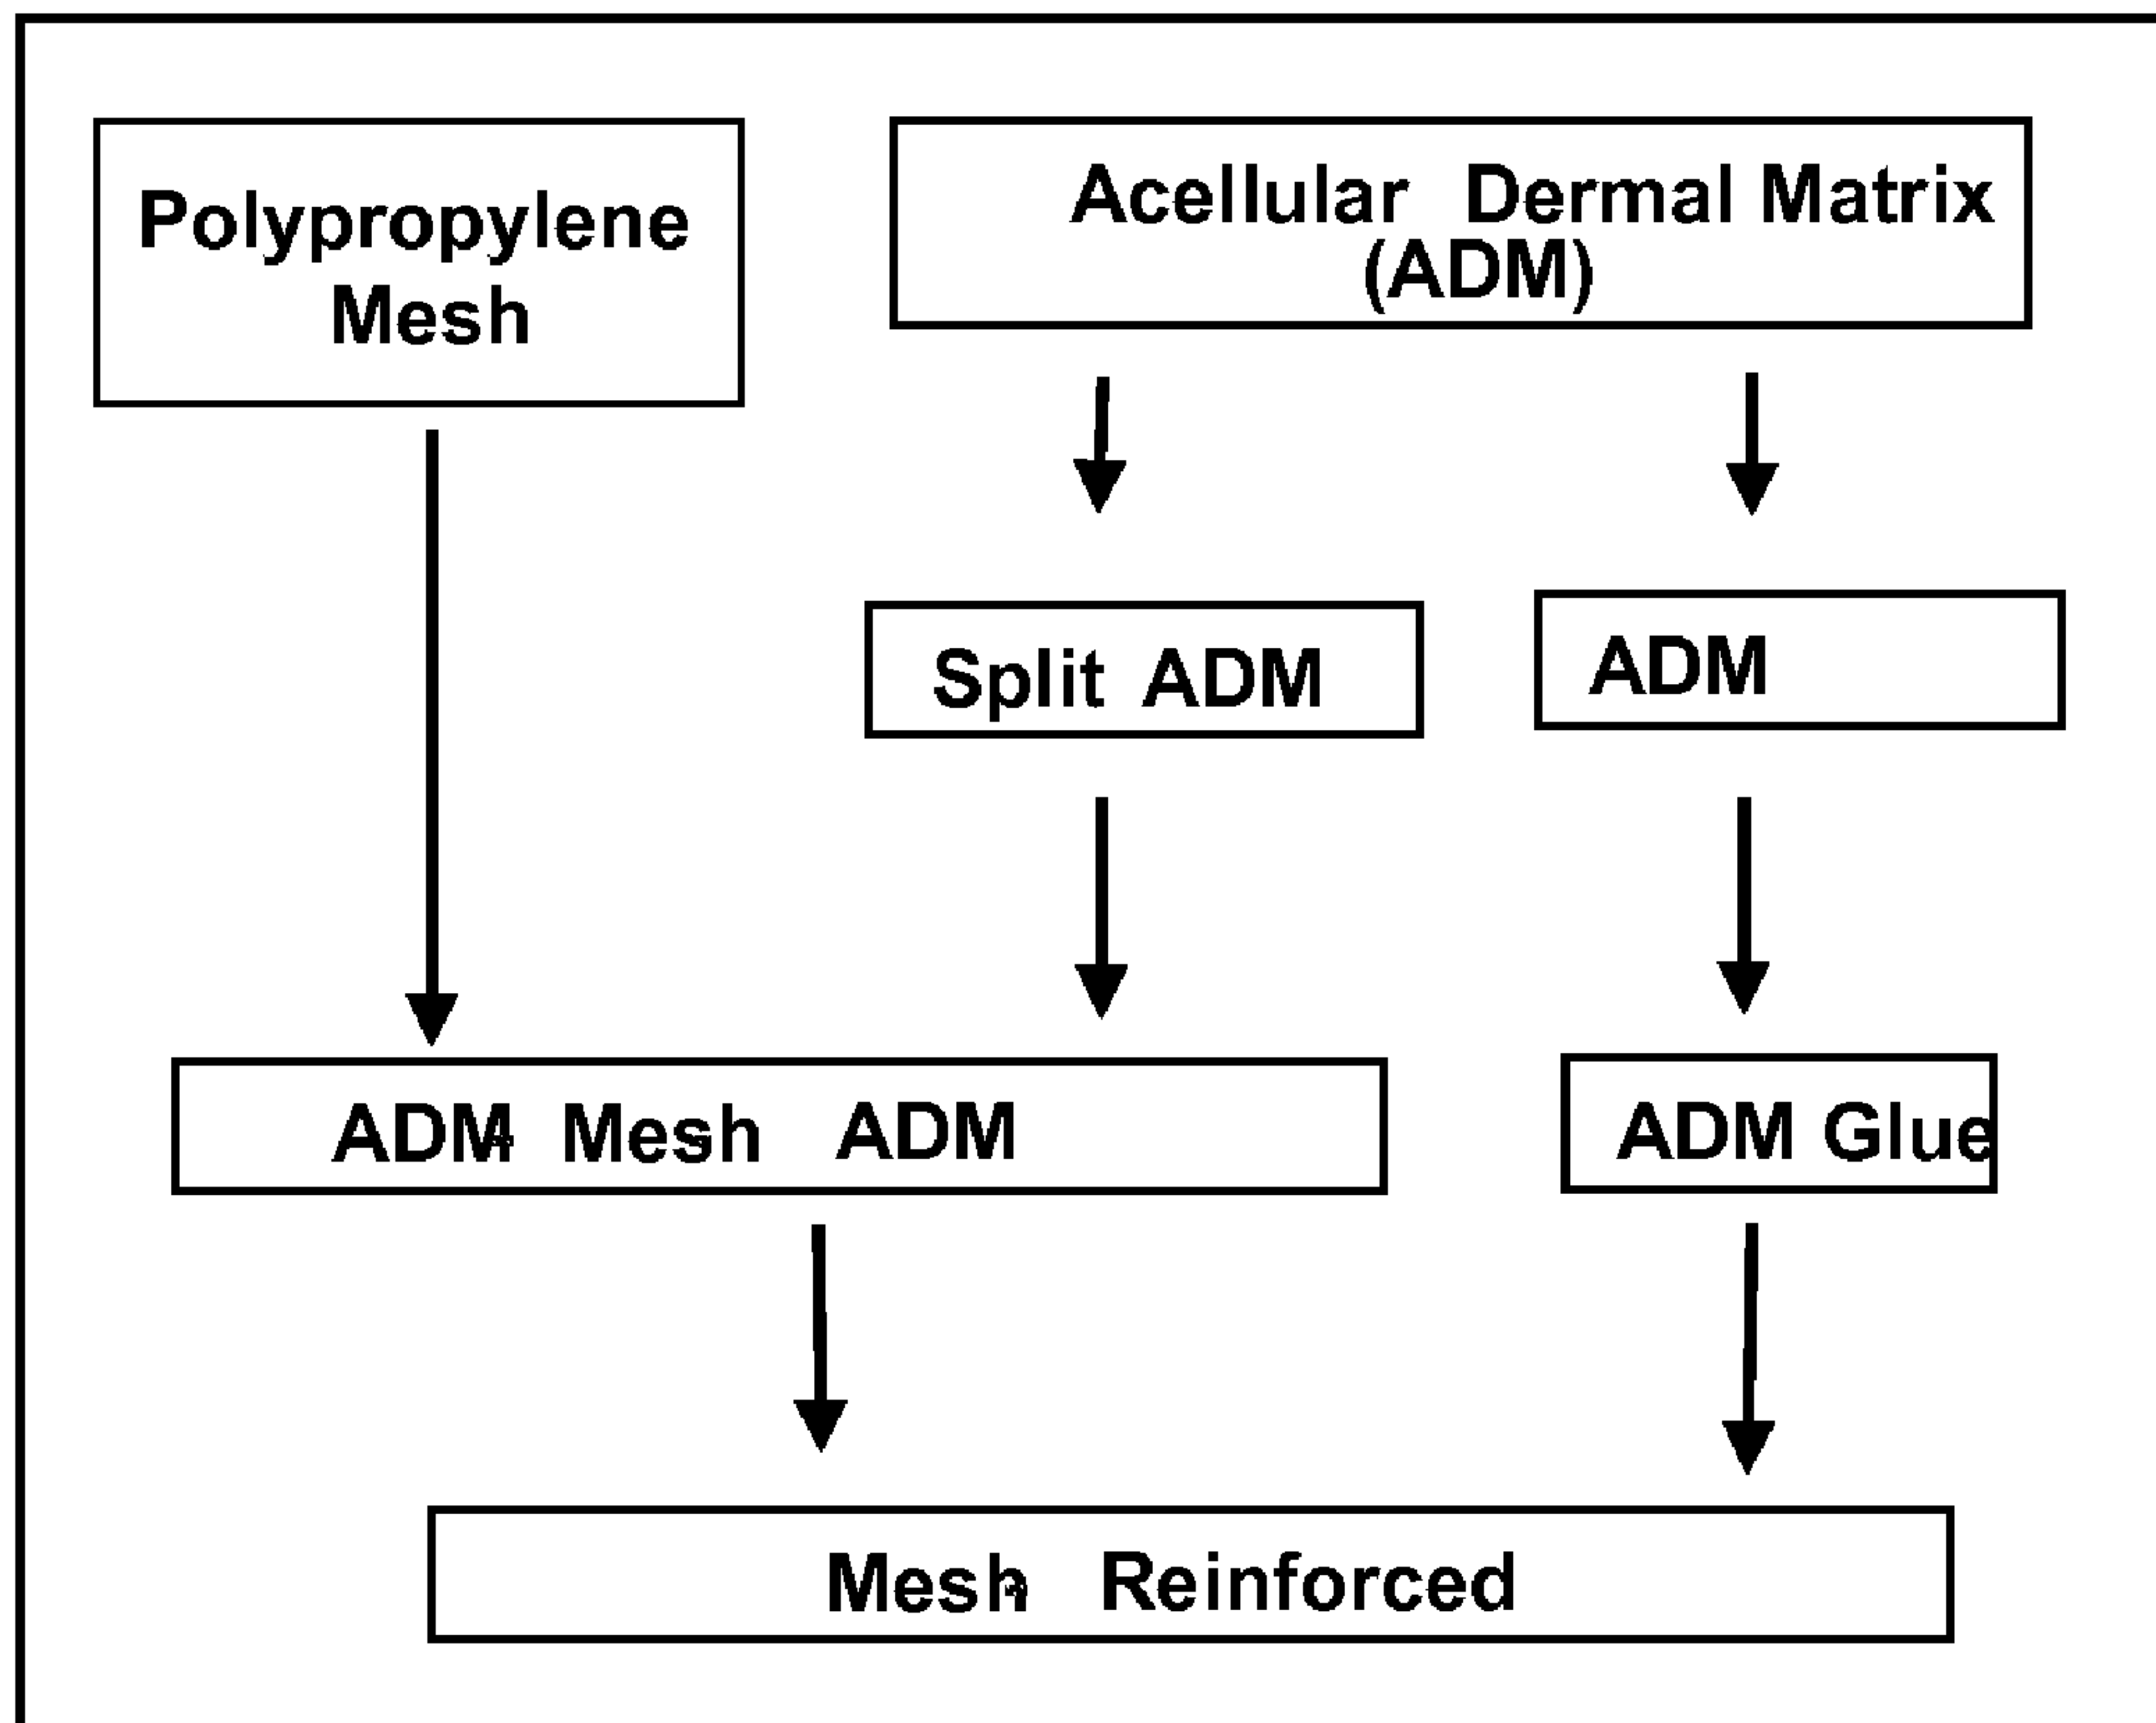 Polypropylene
Mesh
Acellular Dermal Matrix
(ADM)
Split ADM
ADM
ADM Mesh ADM
ADM Glue
Mesh Reinforced